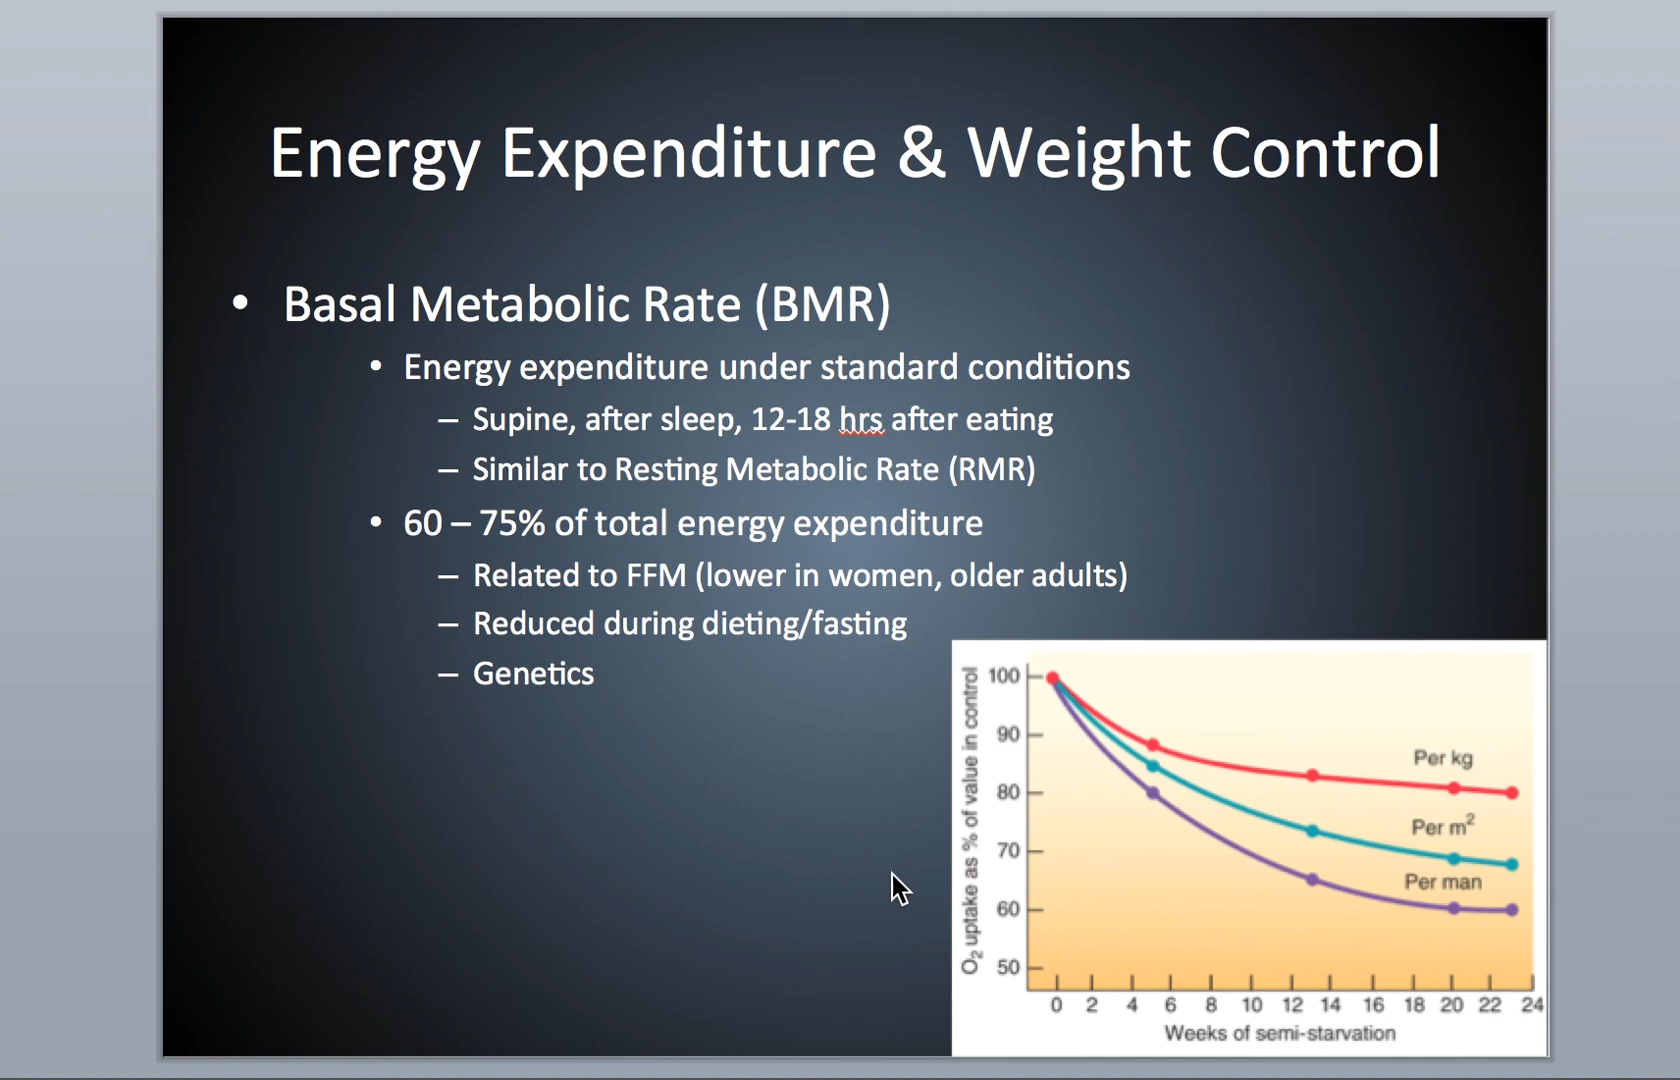 Energy Expenditure & Weight Control
• Basal Metabolic Rate (BMR)
• Energy expenditure under standard conditions
– Supine, after sleep, 12-18 hrs after eating
– Similar to Resting Metabolic Rate (RMR)
• 60 – 75% of total energy expenditure
– Related to FFM (lower in women, older adults)
– Reduced during dieting/fasting
– Genetics
O₂ uptake as % of value in control
100
90
80
70
60
50
Per kg
Per m²
Per man
0 2 4 6 8 10 12 14 16 18 20 22 24
Weeks of semi-starvation